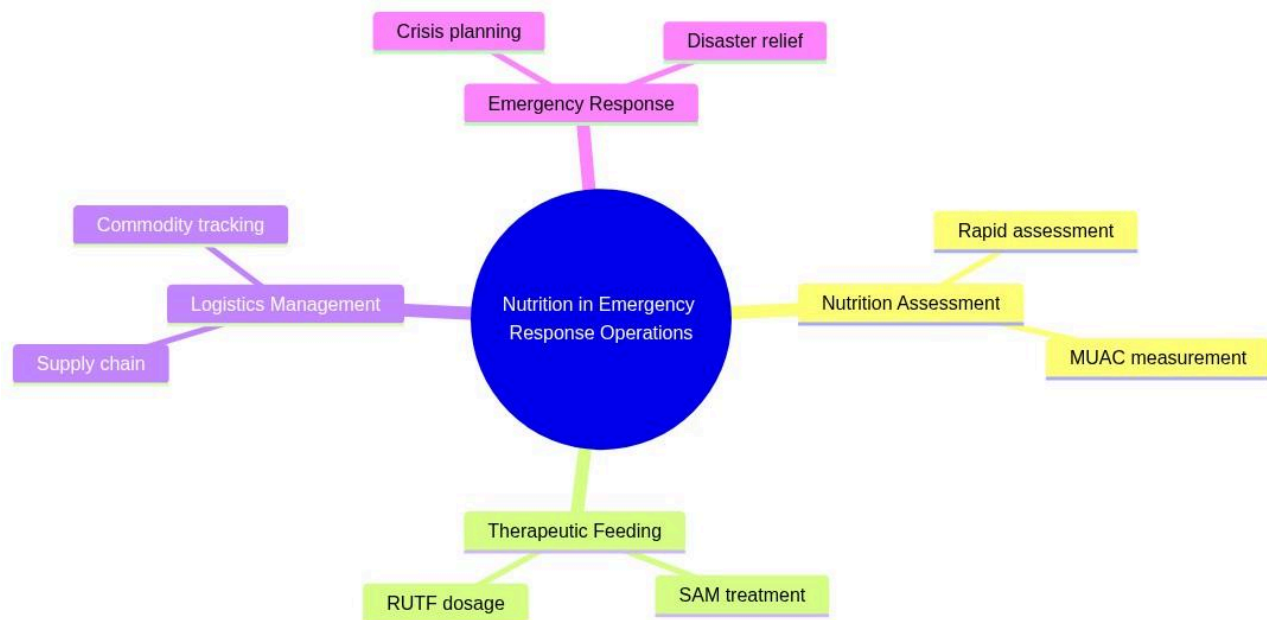 Crisis planning
Disaster relief
Emergency Response
Commodity tracking
Logistics Management
Supply chain
Nutrition in Emergency
Response Operations
Rapid assessment
Nutrition Assessment
MUAC measurement
Therapeutic Feeding
RUTF dosage
SAM treatment